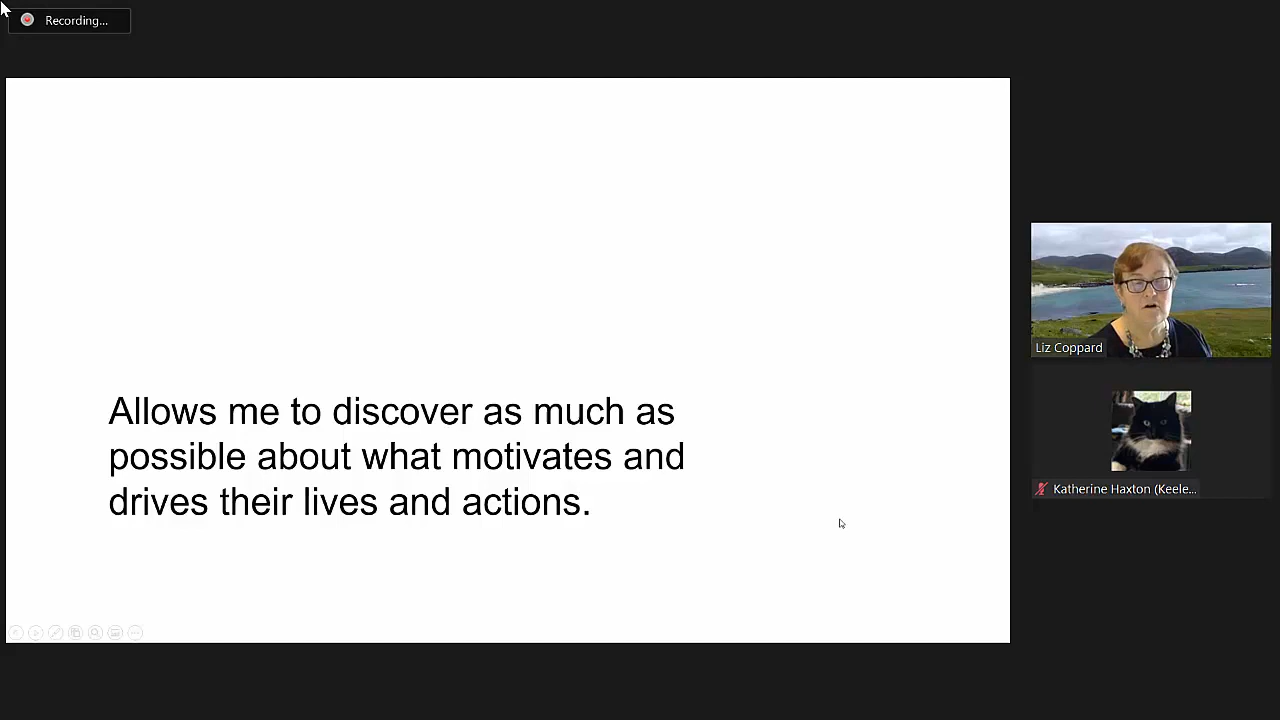 Recording...
Allows me to discover as much as
possible about what motivates and
drives their lives and actions.
Liz Coppard
Katherine Haxton (Keele...